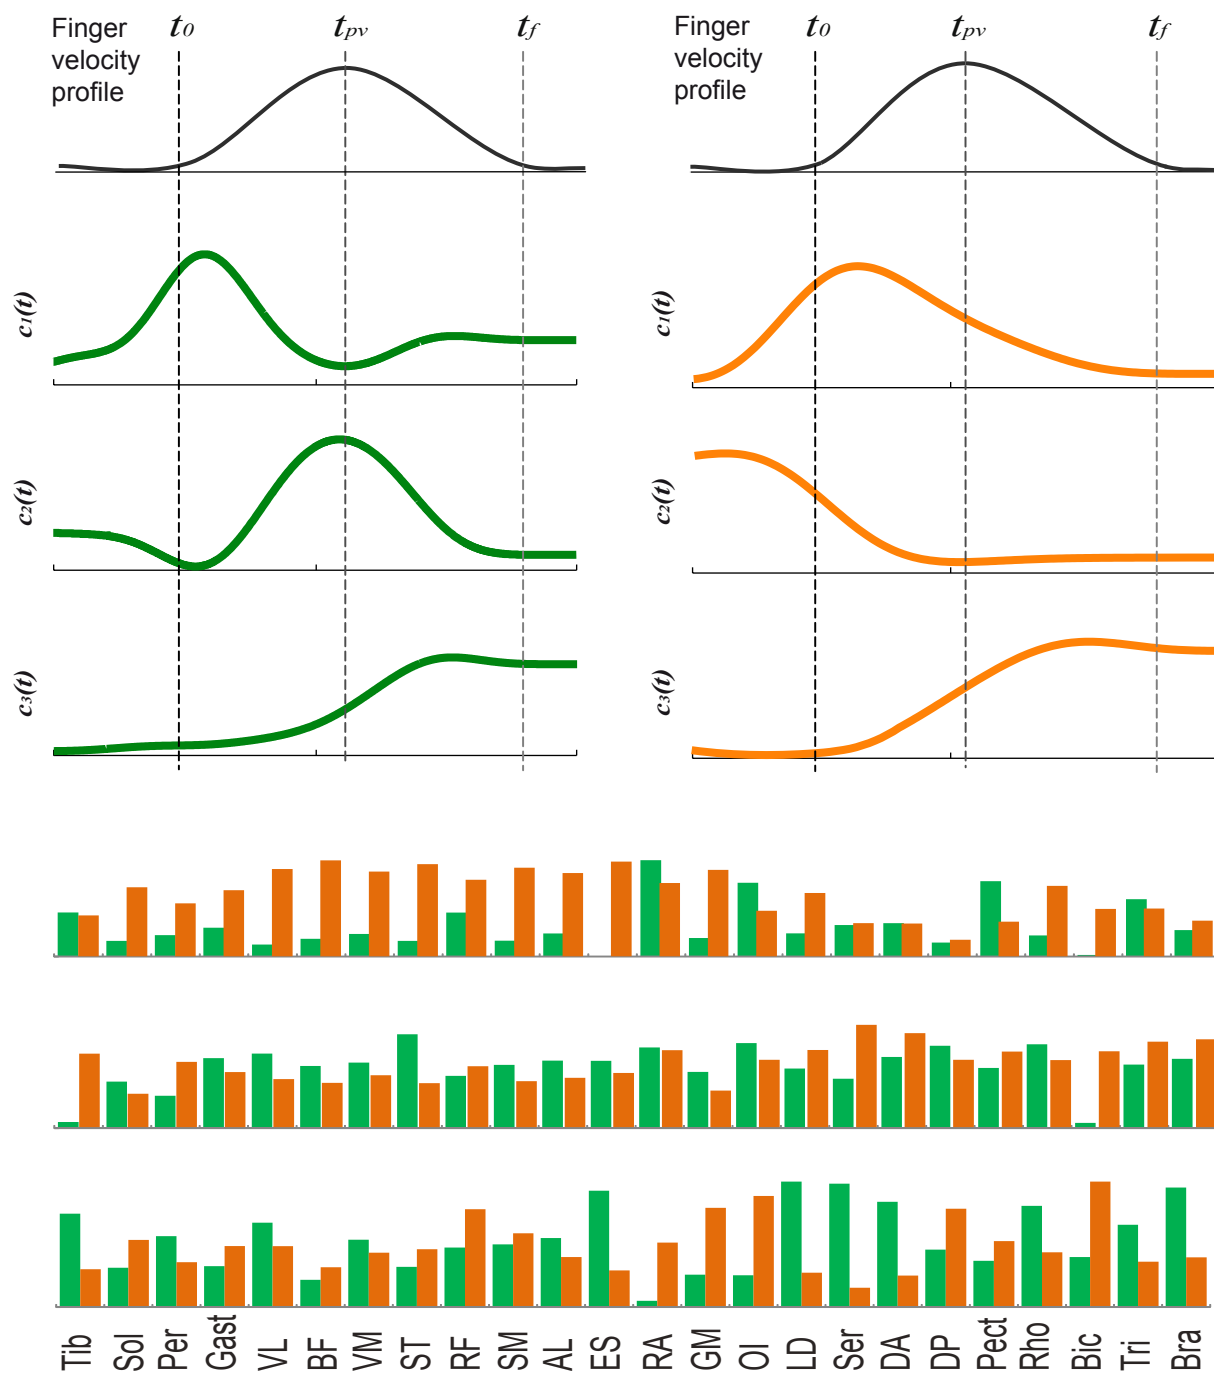 Finger velocity profile
t0 tpv tf
Finger velocity profile
t0 tpv tf
c1(t)
c1(t)
c2(t)
c2(t)
c3(t)
c3(t)
Tib Sol Per Gast VL BF VM ST RF SM AL ES RA GM OI LD Ser DA DP Pect Rho Bic Tri Bra